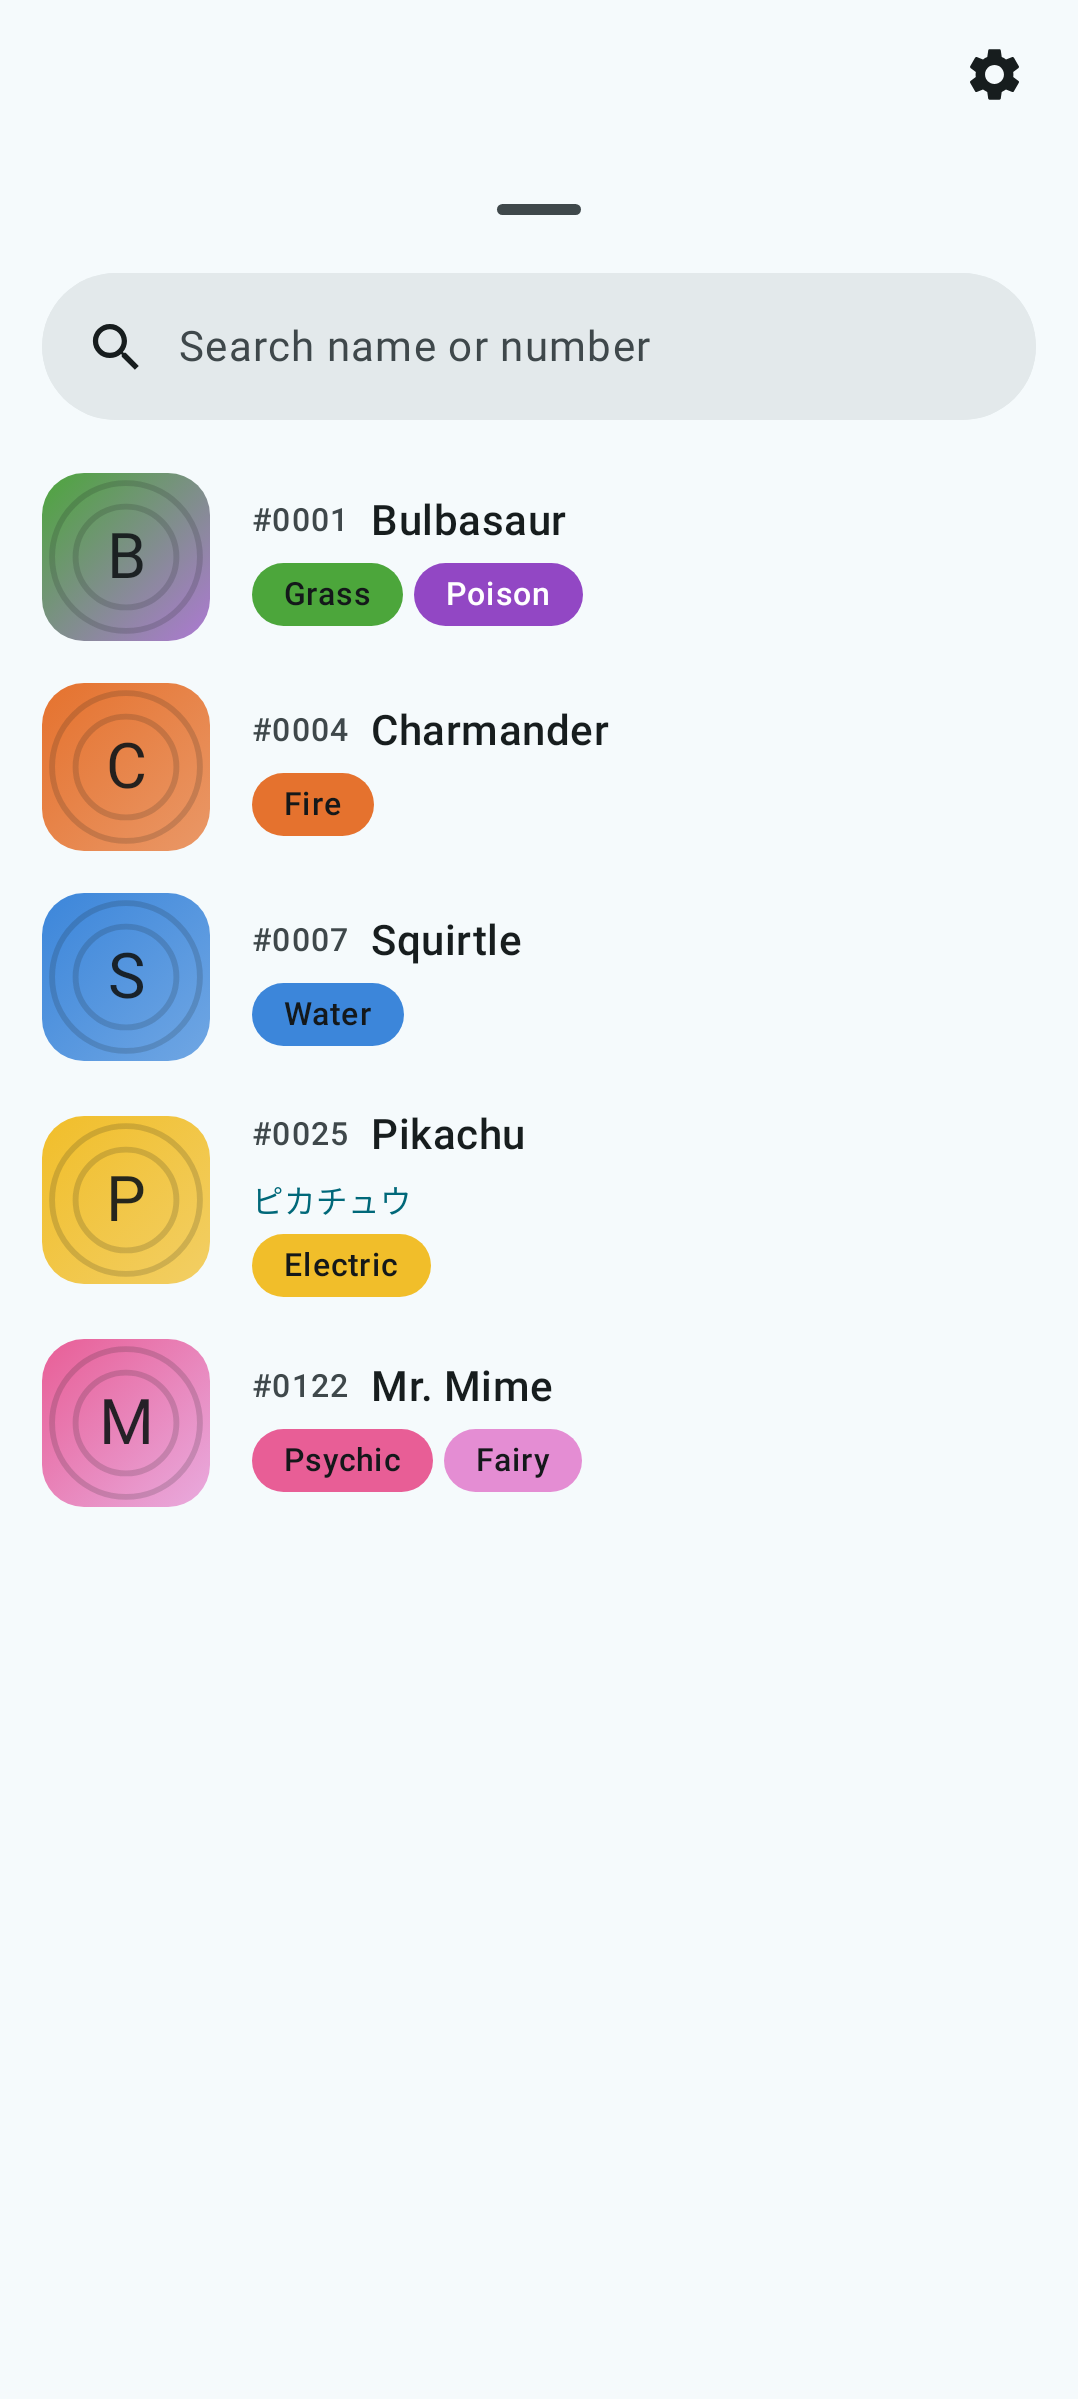 Search name or number
B
#0001 Bulbasaur
Grass Poison
C
#0004 Charmander
Fire
S
#0007 Squirtle
Water
P
#0025 Pikachu
ピカチュウ
Electric
M
#0122 Mr. Mime
Psychic Fairy